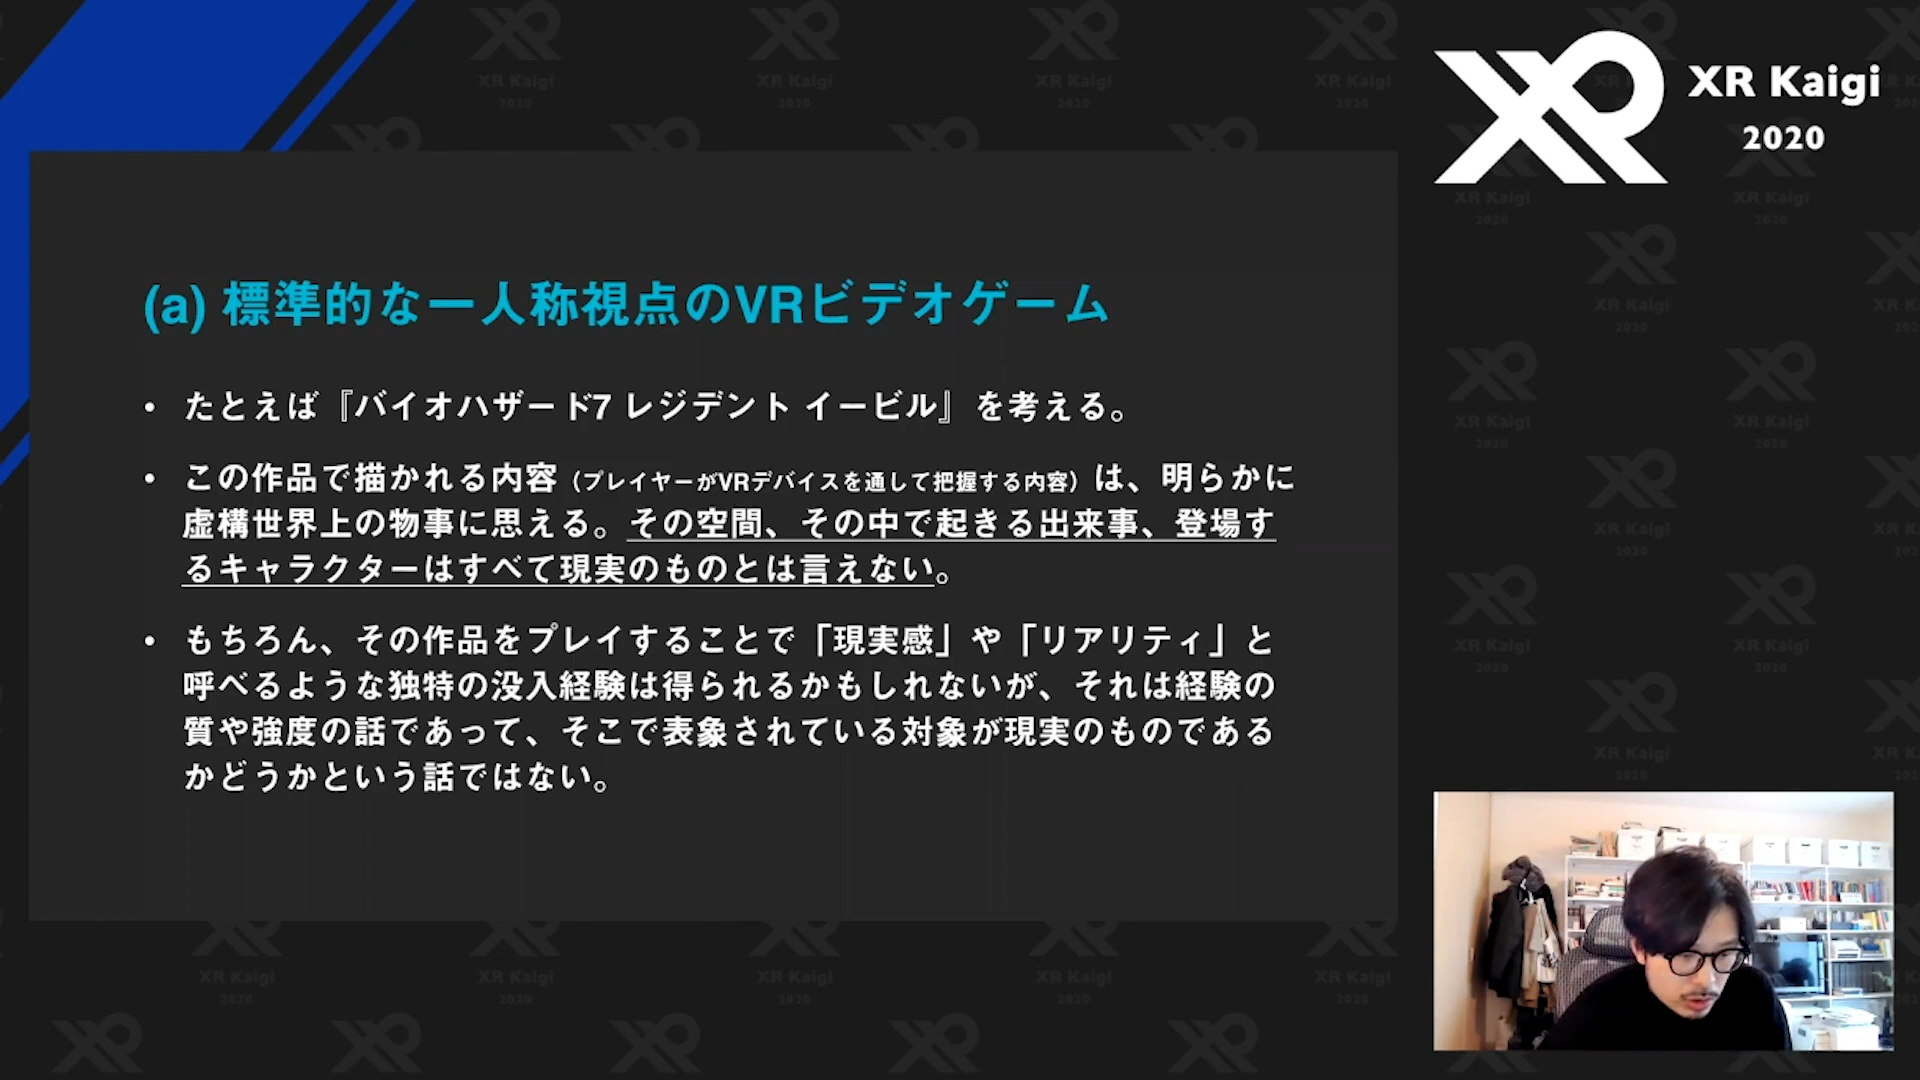 XR Kaigi
2020
(a) 標準的な一人称視点のVRビデオゲーム
• たとえば『バイオハザード7 レジデント イービル』を考える。
• この作品で描かれる内容（プレイヤーがVRデバイスを通して把握する内容）は、明らかに
虚構世界上の物事に思える。その空間、その中で起きる出来事、登場す
るキャラクターはすべて現実のものとは言えない。
• もちろん、その作品をプレイすることで「現実感」や「リアリティ」と
呼べるような独特の没入経験は得られるかもしれないが、それは経験の
質や強度の話であって、そこで表象されている対象が現実のものである
かどうかという話ではない。